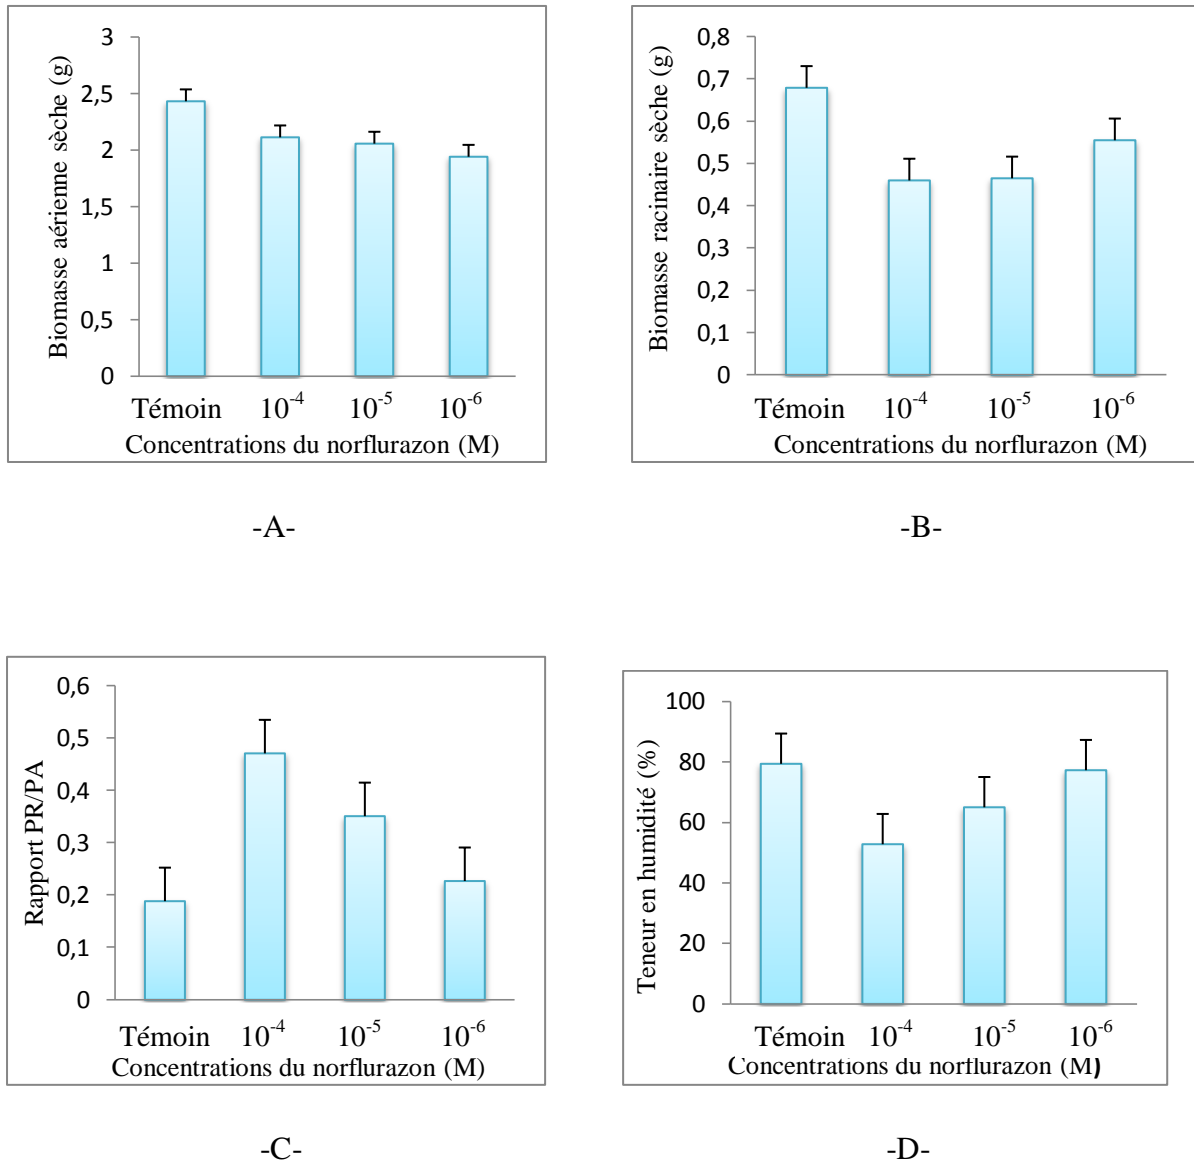 Biomasse aérienne sèche (g)
3
2,5
2
1,5
1
0,5
0
Témoin 10⁻⁴ 10⁻⁵ 10⁻⁶
Concentrations du norflurazon (M)
-A-
Biomasse racinaire sèche (g)
0,8
0,7
0,6
0,5
0,4
0,3
0,2
0,1
0
Témoin 10⁻⁴ 10⁻⁵ 10⁻⁶
Concentrations du norflurazon (M)
-B-
Rapport PR/PA
0,6
0,5
0,4
0,3
0,2
0,1
0
Témoin 10⁻⁴ 10⁻⁵ 10⁻⁶
Concentrations du norflurazon (M)
-C-
Teneur en humidité (%)
100
80
60
40
20
0
Témoin 10⁻⁴ 10⁻⁵ 10⁻⁶
Concentrations du norflurazon (M)
-D-